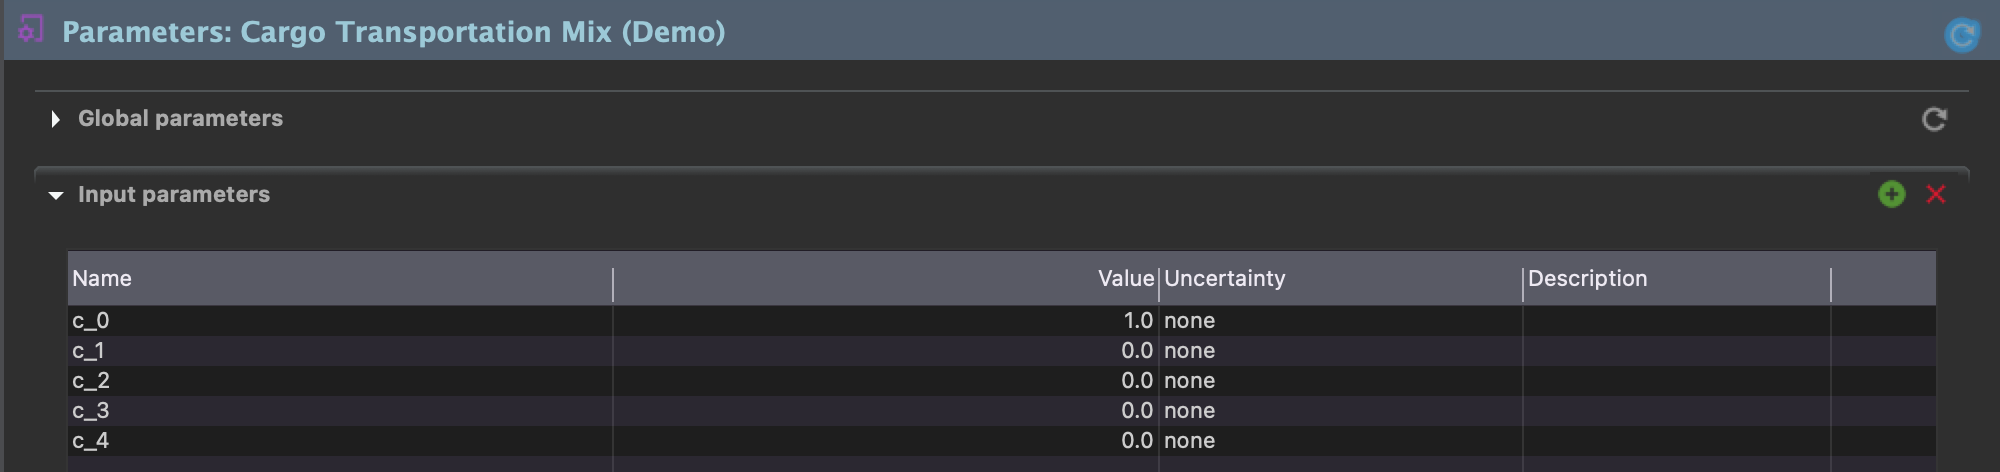 Parameters: Cargo Transportation Mix (Demo)
Global parameters
Input parameters
Name Value Uncertainty Description
c_0 1.0 none
c_1 0.0 none
c_2 0.0 none
c_3 0.0 none
c_4 0.0 none